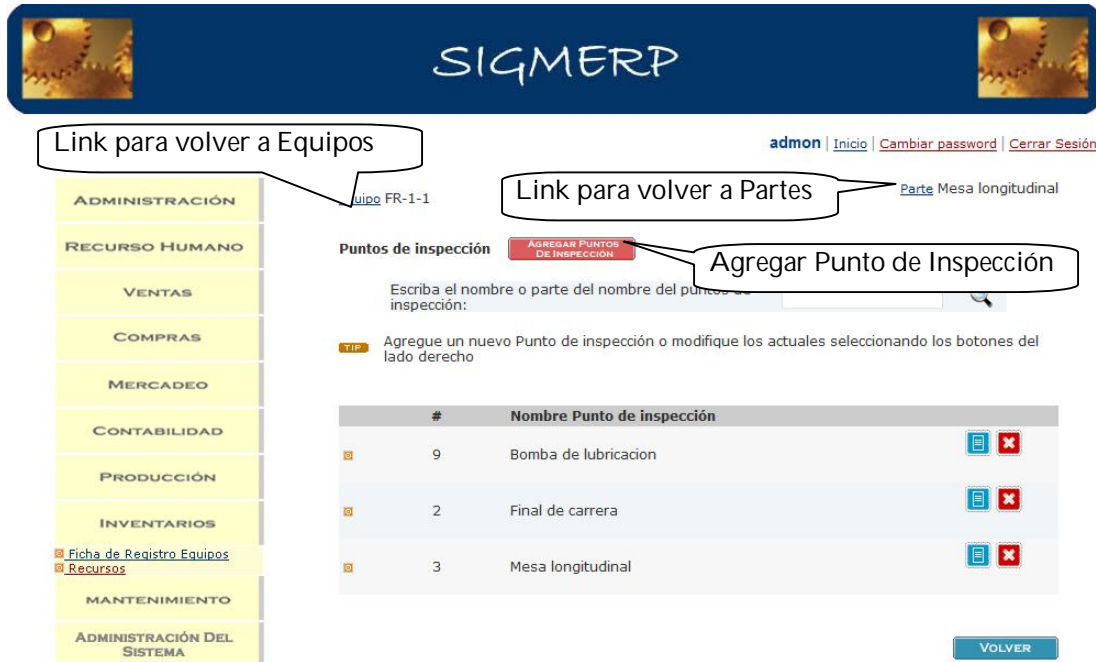 SIGMERP
Link para volver a Equipos
admon | Inicio | Cambiar password | Cerrar Sesión
FR-1-1
Link para volver a Partes
Parte Mesa longitudinal
Puntos de inspección
AGREGAR PUNTOS
DE INSPECCIÓN
Agregar Punto de Inspección
Escriba el nombre o parte del nombre del puntos de
inspección:
TIP
Agregue un nuevo Punto de inspección o modifique los actuales seleccionando los botones del
lado derecho
# Nombre Punto de inspección
9 Bomba de lubricacion
2 Final de carrera
3 Mesa longitudinal
VOLVER
ADMINISTRACIÓN
RECURSO HUMANO
VENTAS
COMPRAS
MERCADEO
CONTABILIDAD
PRODUCCIÓN
INVENTARIOS
Ficha de Registro Equipos
Recursos
MANTENIMIENTO
ADMINISTRACIÓN DEL
SISTEMA